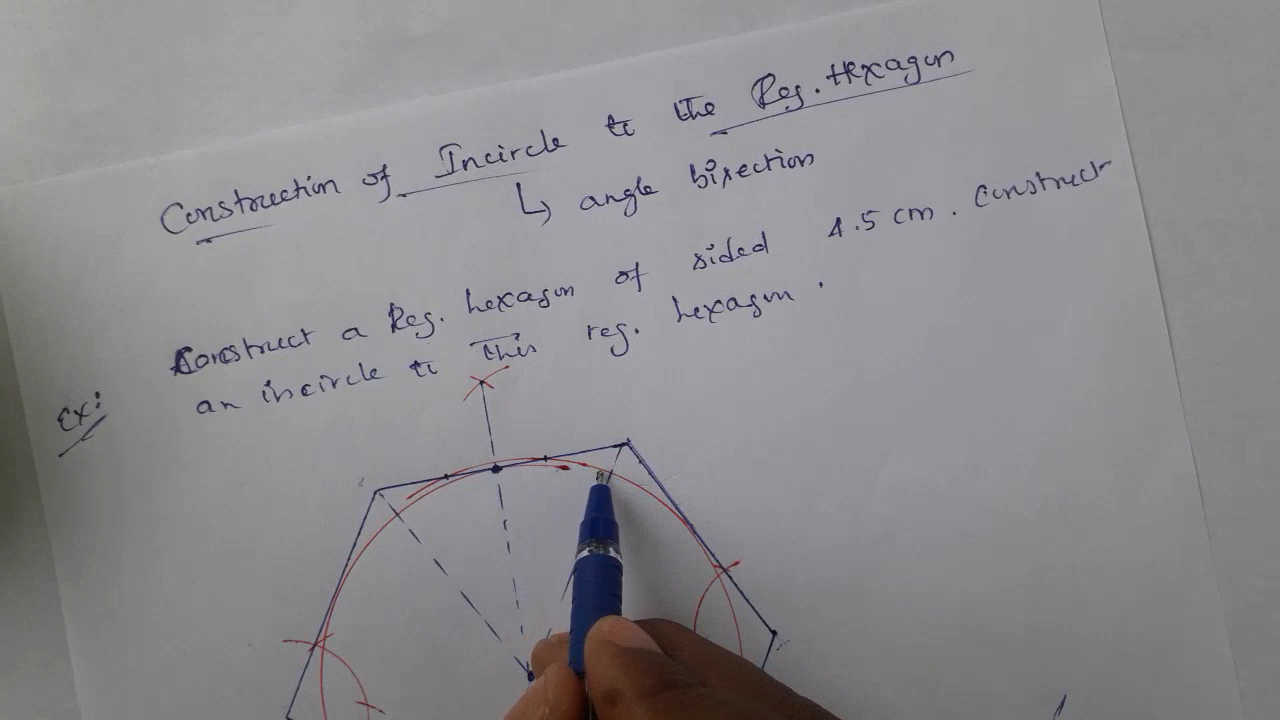 Construction of Incircle to the Reg. Hexagon
↳ angle bisection
Ex: Construct a Reg. hexagon of sided 4.5 cm. Construct
an incircle to this reg. hexagon.